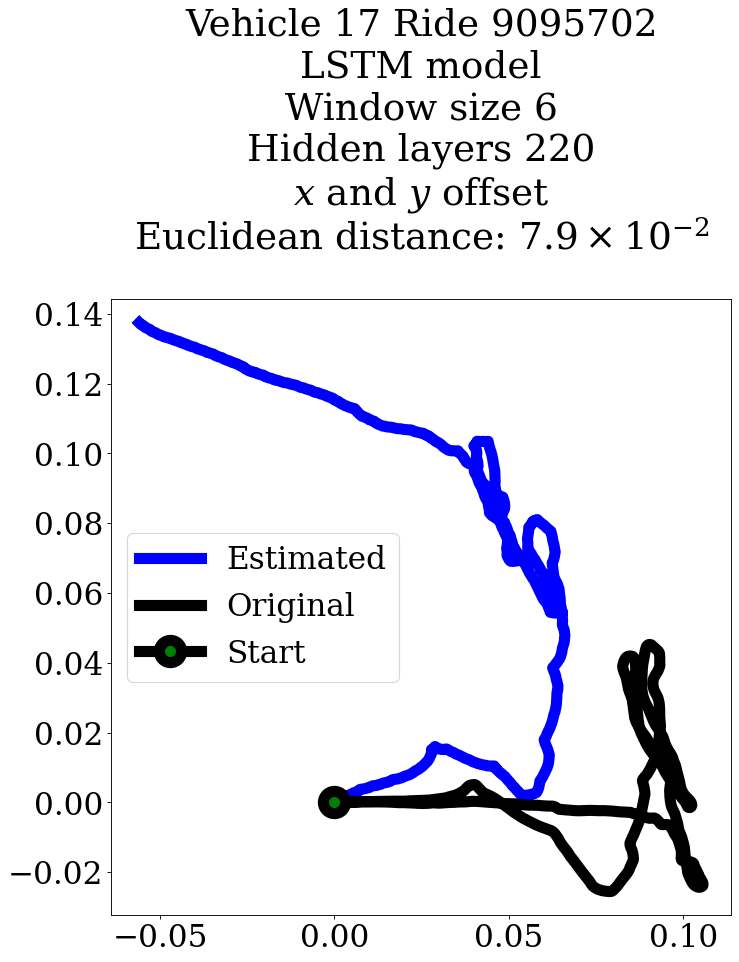 Vehicle 17 Ride 9095702
LSTM model
Window size 6
Hidden layers 220
x and y offset
Euclidean distance: 7.9 × 10⁻²
0.14
0.12
0.10
0.08
0.06
0.04
0.02
0.00
−0.02
Estimated
Original
Start
−0.05
0.00
0.05
0.10